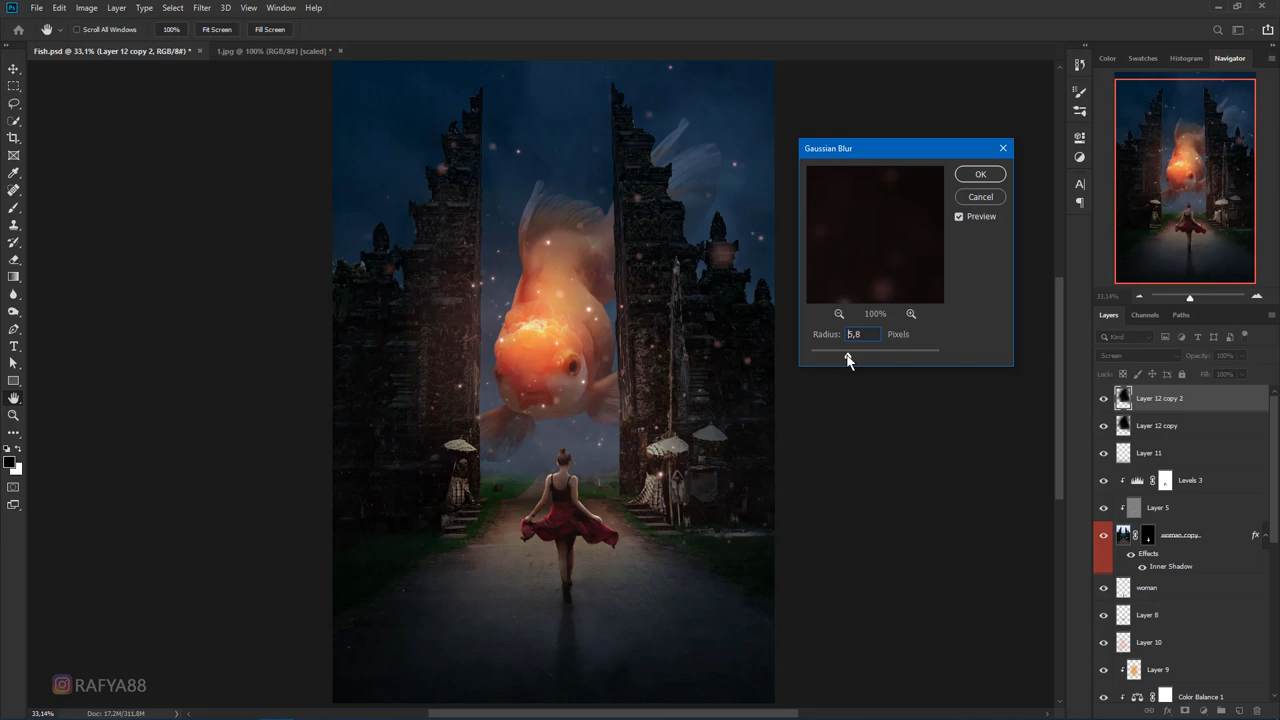 Ps File Edit Image Layer Type Select Filter 3D View Window Help
Scroll All Windows 100% Fit Screen Fill Screen
Fish.psd @ 33,1% (Layer 12 copy 2, RGB/8#) * × 1.jpg @ 100% (RGB/8#) [scaled] * ×
Color Swatches Histogram Navigator
Gaussian Blur
OK
Cancel
Preview
100%
Radius: 5,8 Pixels
33,14%
Layers Channels Paths
Kind
Screen Opacity: 100%
Lock: Fill: 100%
Layer 12 copy 2
Layer 12 copy
Layer 11
Levels 3
Layer 5
woman copy fx
Effects
Inner Shadow
woman
Layer 8
Layer 10
Layer 9
Color Balance 1
RAFYA88
33,14% Doc: 17,2M/311,8M